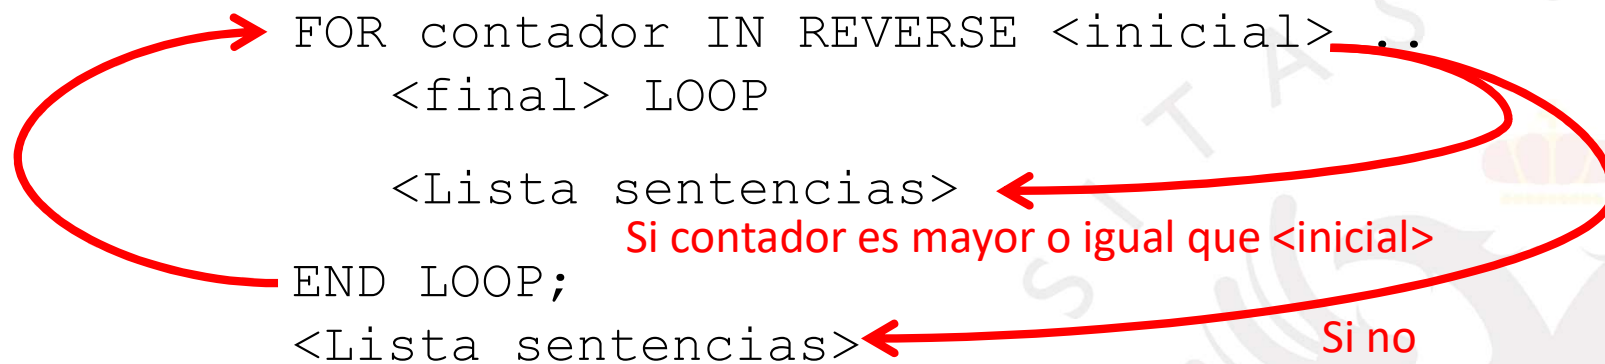 FOR contador IN REVERSE <inicial> ..
<final> LOOP
<Lista sentencias>
Si contador es mayor o igual que <inicial>
END LOOP;
<Lista sentencias>
Si no
S I T A S